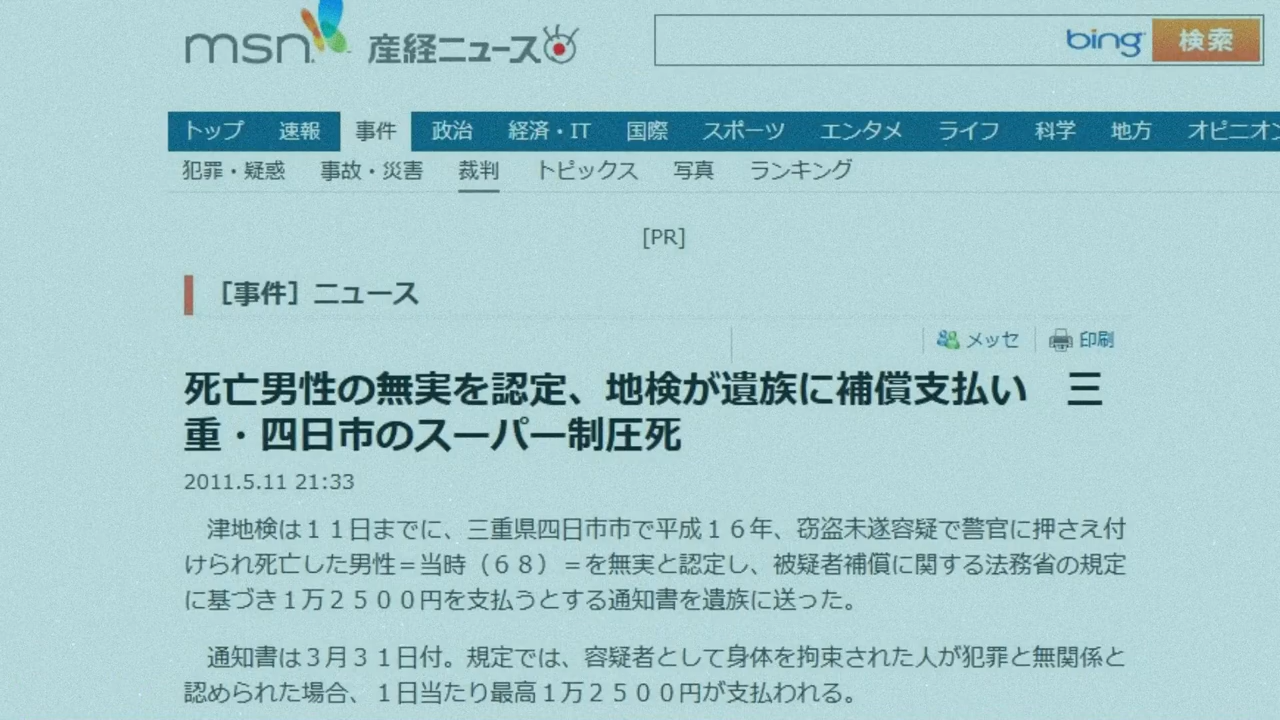 msn 産経ニュース
bing 検索
トップ 速報 事件 政治 経済・IT 国際 スポーツ エンタメ ライフ 科学 地方 オピニオン
犯罪・疑惑 事故・災害 裁判 トピックス 写真 ランキング
[PR]
［事件］ニュース
メッセ 印刷
死亡男性の無実を認定、地検が遺族に補償支払い　三
重・四日市のスーパー制圧死
2011.5.11 21:33
津地検は１１日までに、三重県四日市市で平成１６年、窃盗未遂容疑で警官に押さえ付
けられ死亡した男性＝当時（６８）＝を無実と認定し、被疑者補償に関する法務省の規定
に基づき１万２５００円を支払うとする通知書を遺族に送った。
通知書は３月３１日付。規定では、容疑者として身体を拘束された人が犯罪と無関係と
認められた場合、１日当たり最高１万２５００円が支払われる。